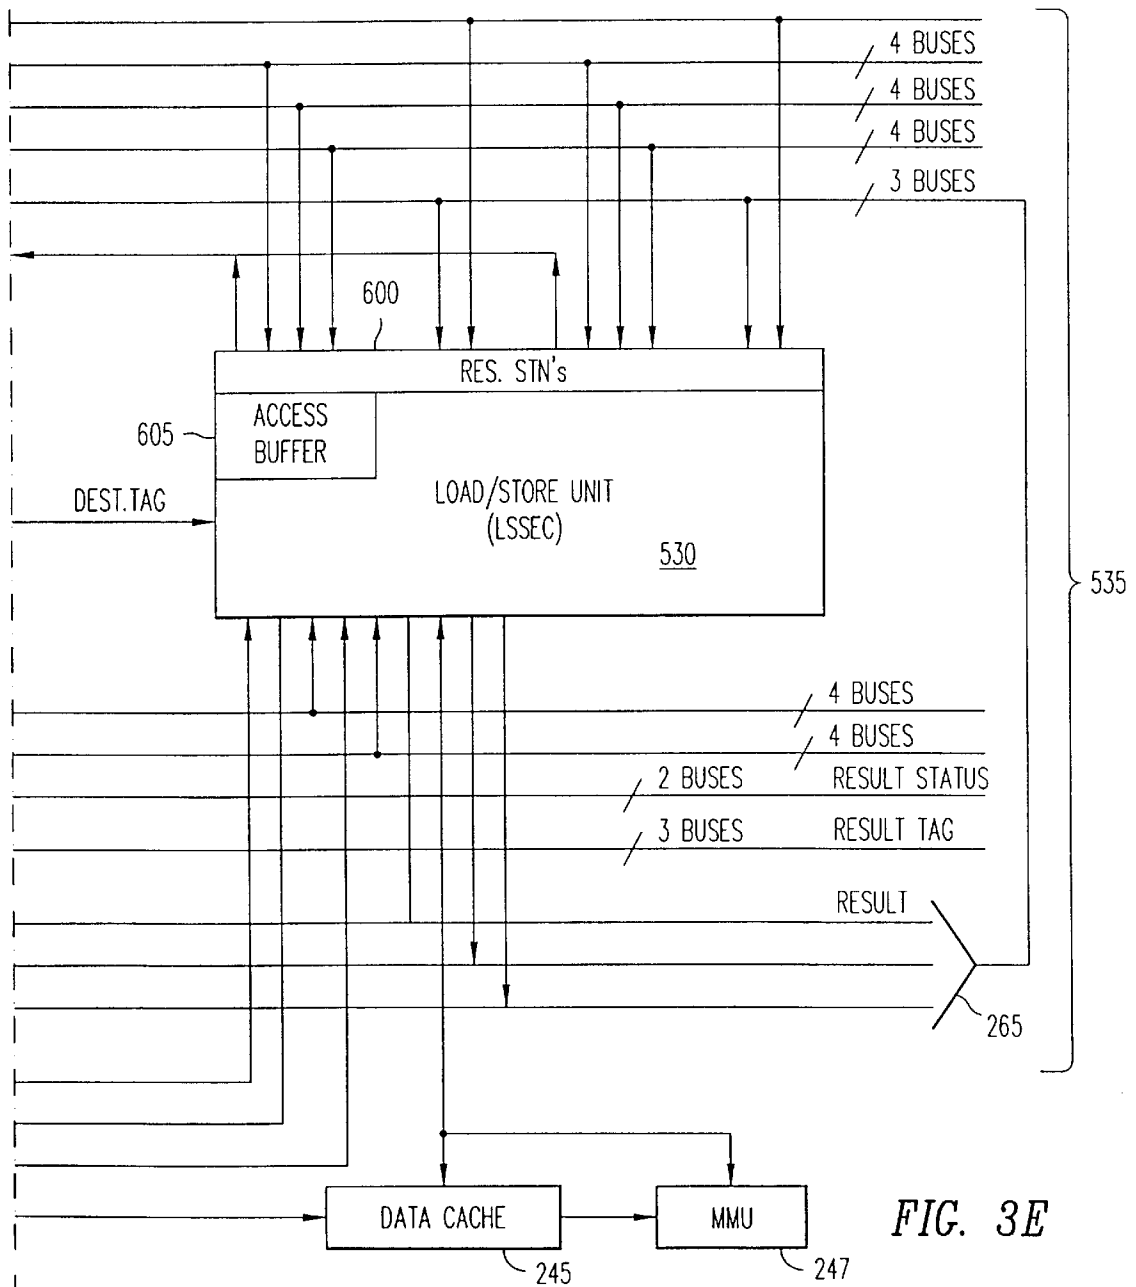 4 BUSES
4 BUSES
4 BUSES
3 BUSES
600
RES. STN's
605
ACCESS
BUFFER
DEST.TAG
LOAD/STORE UNIT
(LSSEC)
530
535
4 BUSES
4 BUSES
2 BUSES RESULT STATUS
3 BUSES RESULT TAG
RESULT
265
DATA CACHE
MMU
FIG. 3E
245
247